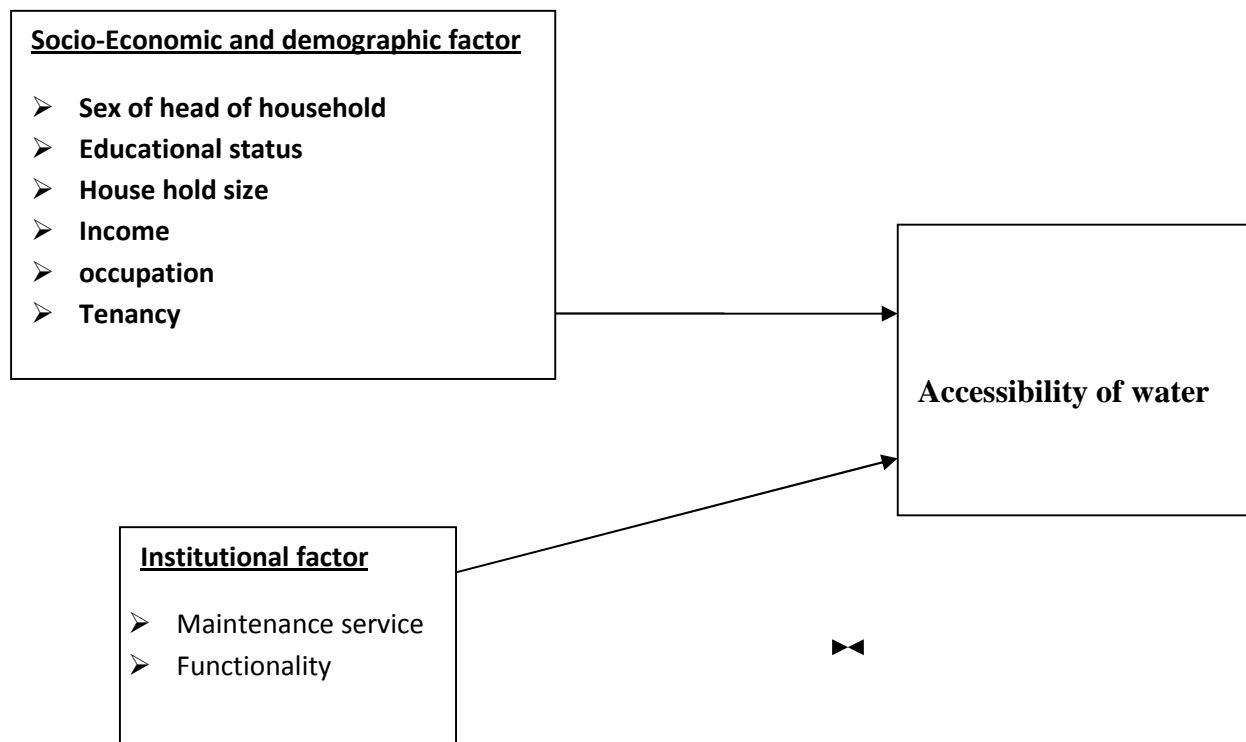 Socio-Economic and demographic factor
Sex of head of household
Educational status
House hold size
Income
occupation
Tenancy
Accessibility of water
Institutional factor
Maintenance service
Functionality